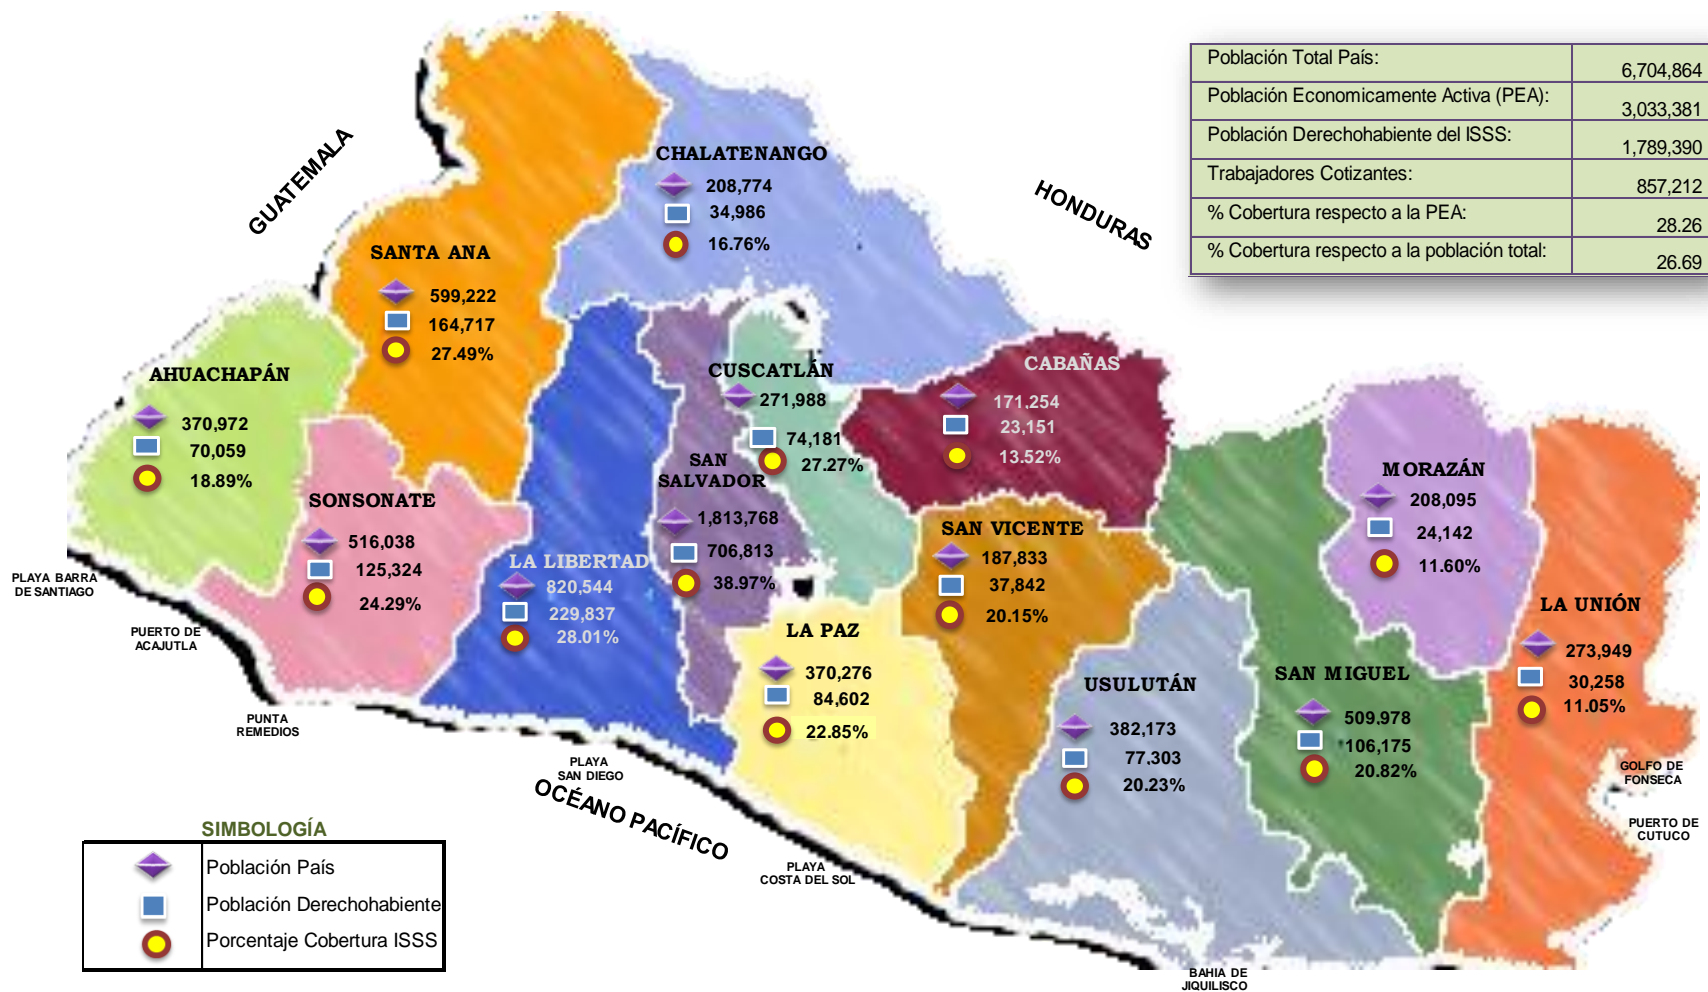 Población Total País: 6,704,864
Población Economicamente Activa (PEA): 3,033,381
Población Derechohabiente del ISSS: 1,789,390
Trabajadores Cotizantes: 857,212
% Cobertura respecto a la PEA: 28.26
% Cobertura respecto a la población total: 26.69
GUATEMALA
HONDURAS
CHALATENANGO
208,774
34,986
16.76%
SANTA ANA
599,222
164,717
27.49%
AHUACHAPÁN
370,972
70,059
18.89%
SONSONATE
516,038
125,324
24.29%
LA LIBERTAD
820,544
229,837
28.01%
SAN
SALVADOR
1,813,768
706,813
38.97%
CUSCATLÁN
271,988
74,181
27.27%
CABAÑAS
171,254
23,151
13.52%
SAN VICENTE
187,833
37,842
20.15%
LA PAZ
370,276
84,602
22.85%
USULUTÁN
382,173
77,303
20.23%
SAN MIGUEL
509,978
106,175
20.82%
MORAZÁN
208,095
24,142
11.60%
LA UNIÓN
273,949
30,258
11.05%
PLAYA BARRA
DE SANTIAGO
PUERTO DE
ACAJUTLA
PUNTA
REMEDIOS
PLAYA
SAN DIEGO
OCÉANO PACÍFICO
PLAYA
COSTA DEL SOL
BAHIA DE
JIQUILISCO
GOLFO DE
FONSECA
PUERTO DE
CUTUCO
SIMBOLOGÍA
Población País
Población Derechohabiente
Porcentaje Cobertura ISSS